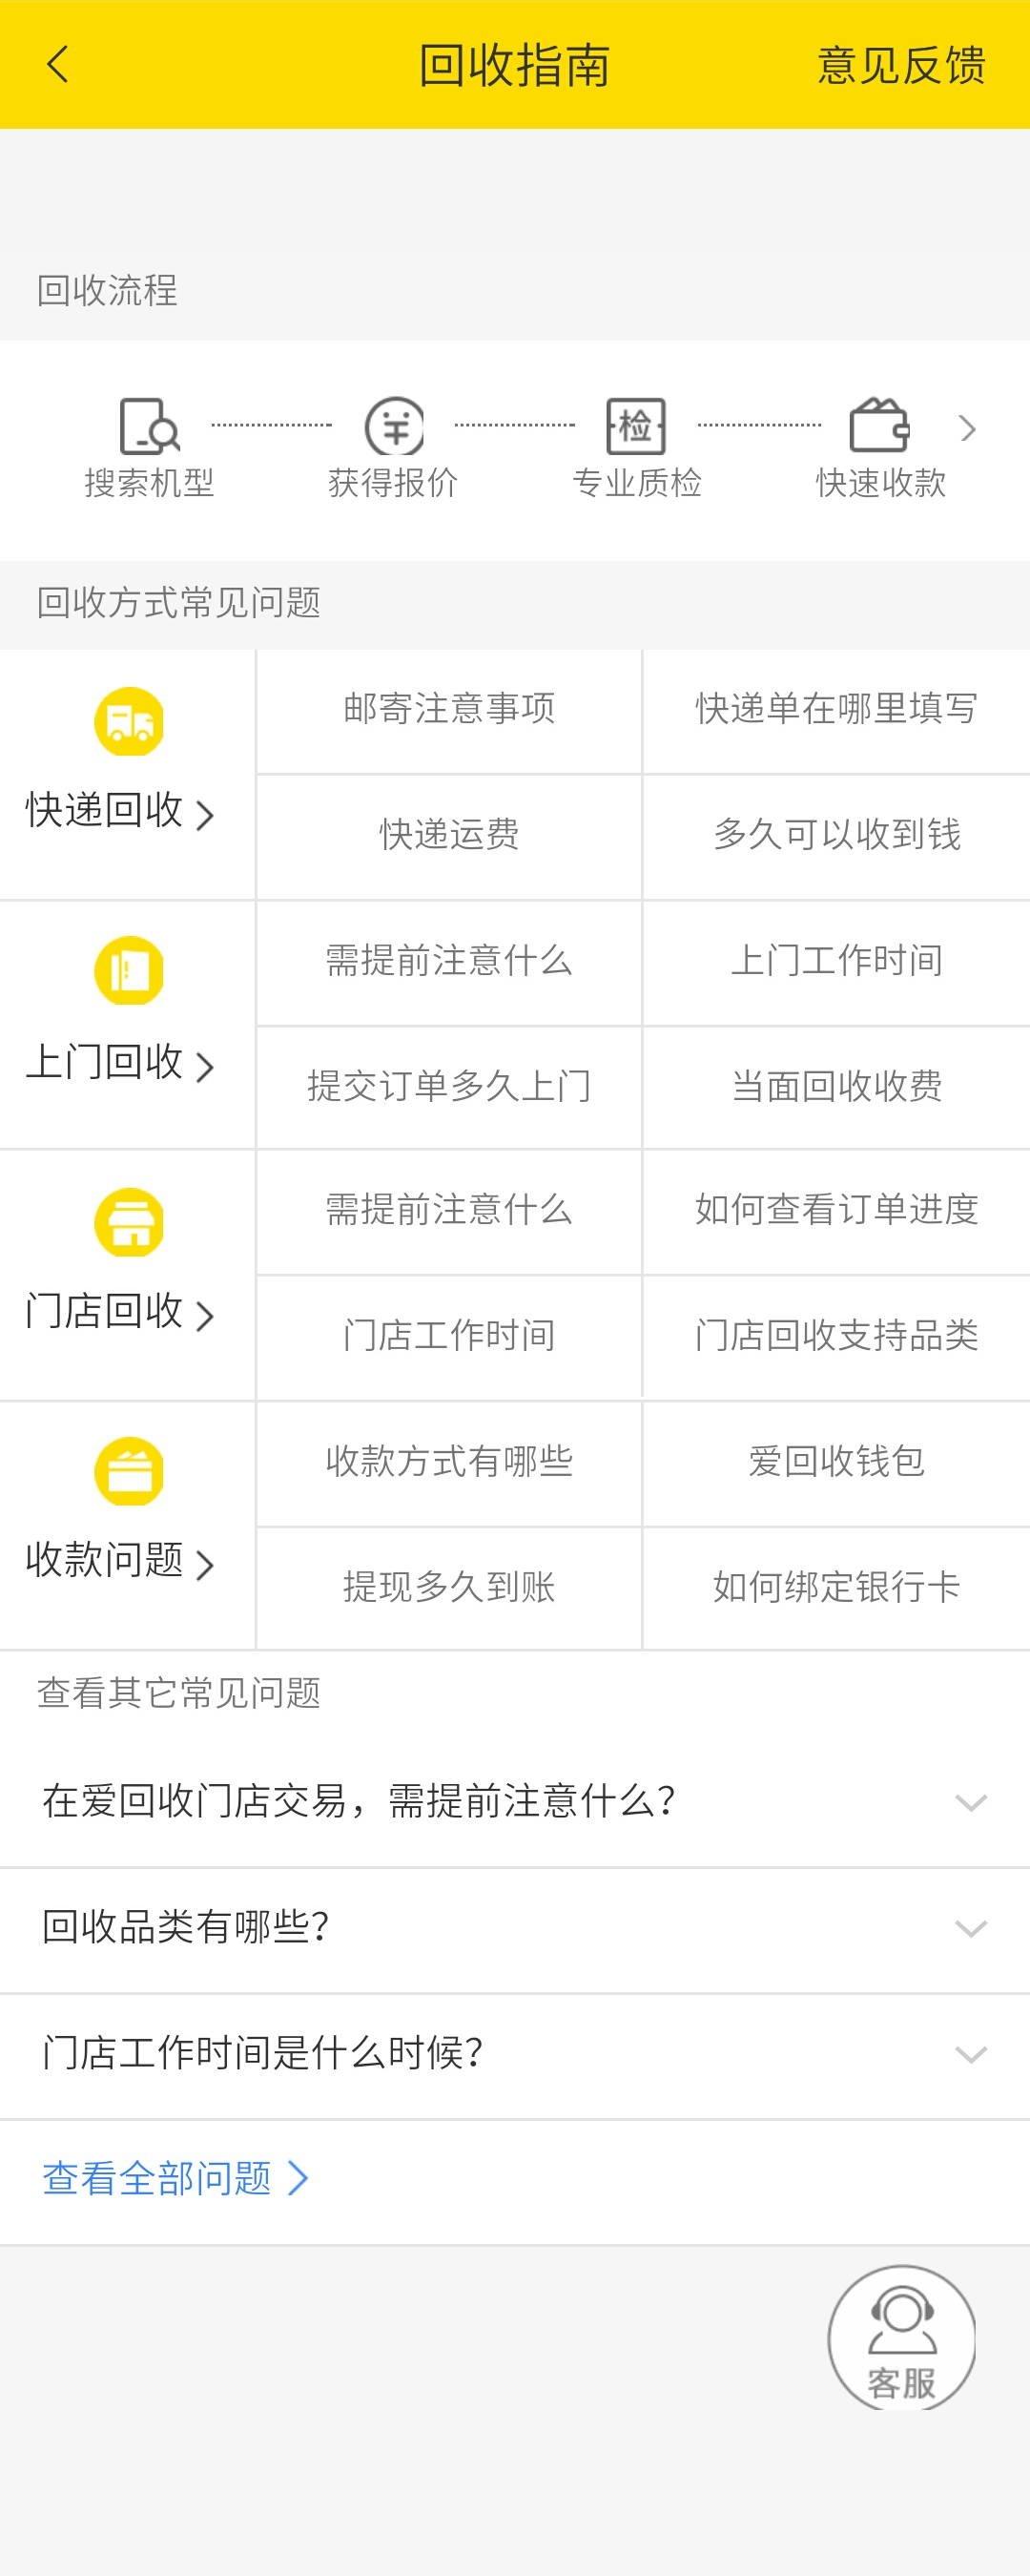 回收指南
意见反馈
回收流程
检
搜索机型
获得报价
专业质检
快速收款
回收方式常见问题
快递回收
邮寄注意事项
快递单在哪里填写
快递运费
多久可以收到钱
上门回收
需提前注意什么
上门工作时间
提交订单多久上门
当面回收收费
门店回收
需提前注意什么
如何查看订单进度
门店工作时间
门店回收支持品类
收款问题
收款方式有哪些
爱回收钱包
提现多久到账
如何绑定银行卡
查看其它常见问题
在爱回收门店交易，需提前注意什么？
回收品类有哪些？
门店工作时间是什么时候？
查看全部问题
客服